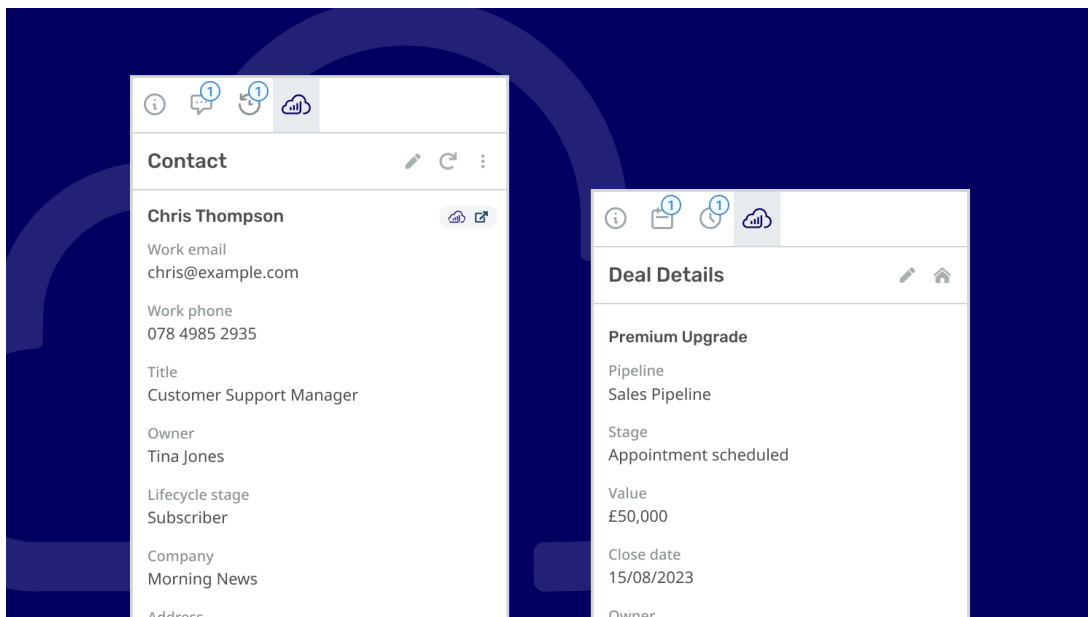 1
1
Contact
Chris Thompson
Work email
chris@example.com
Work phone
078 4985 2935
Title
Customer Support Manager
Owner
Tina Jones
Lifecycle stage
Subscriber
Company
Morning News
Address
1
1
Deal Details
Premium Upgrade
Pipeline
Sales Pipeline
Stage
Appointment scheduled
Value
£50,000
Close date
15/08/2023
Owner